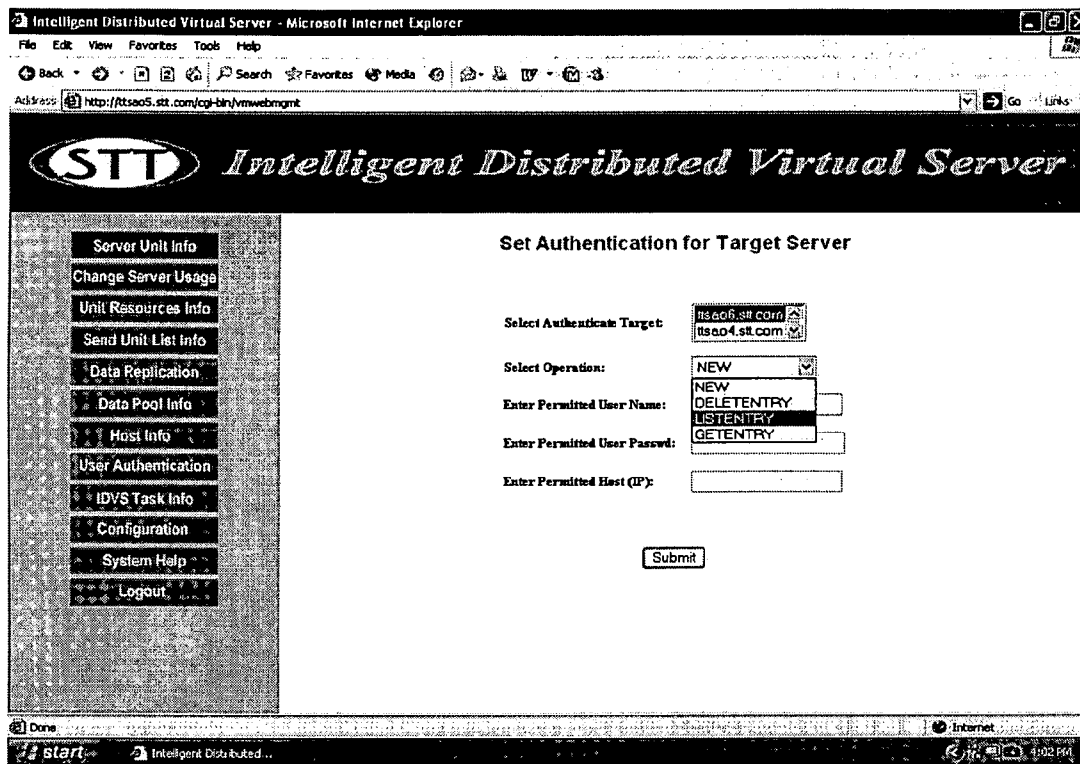 Intelligent Distributed Virtual Server - Microsoft Internet Explorer
File Edit View Favorites Tools Help
Back Search Favorites Media
Address http://ttsao5.stt.com/cgi-bin/vmwebmgmt Go Links
STT Intelligent Distributed Virtual Server
Server Unit Info
Change Server Usage
Unit Resources Info
Send Unit List Info
Data Replication
Data Pool Info
Host Info
User Authentication
IDVS Task Info
Configuration
System Help
Logout
Set Authentication for Target Server
Select Authenticate Target:
ttsao6.stt.com
ttsao4.stt.com
Select Operation: NEW
NEW
DELETENTRY
LISTENTRY
GETENTRY
Enter Permitted User Name:
Enter Permitted User Passwd:
Enter Permitted Host (IP):
Submit
Done Internet
start Intelligent Distributed... 4:02 PM